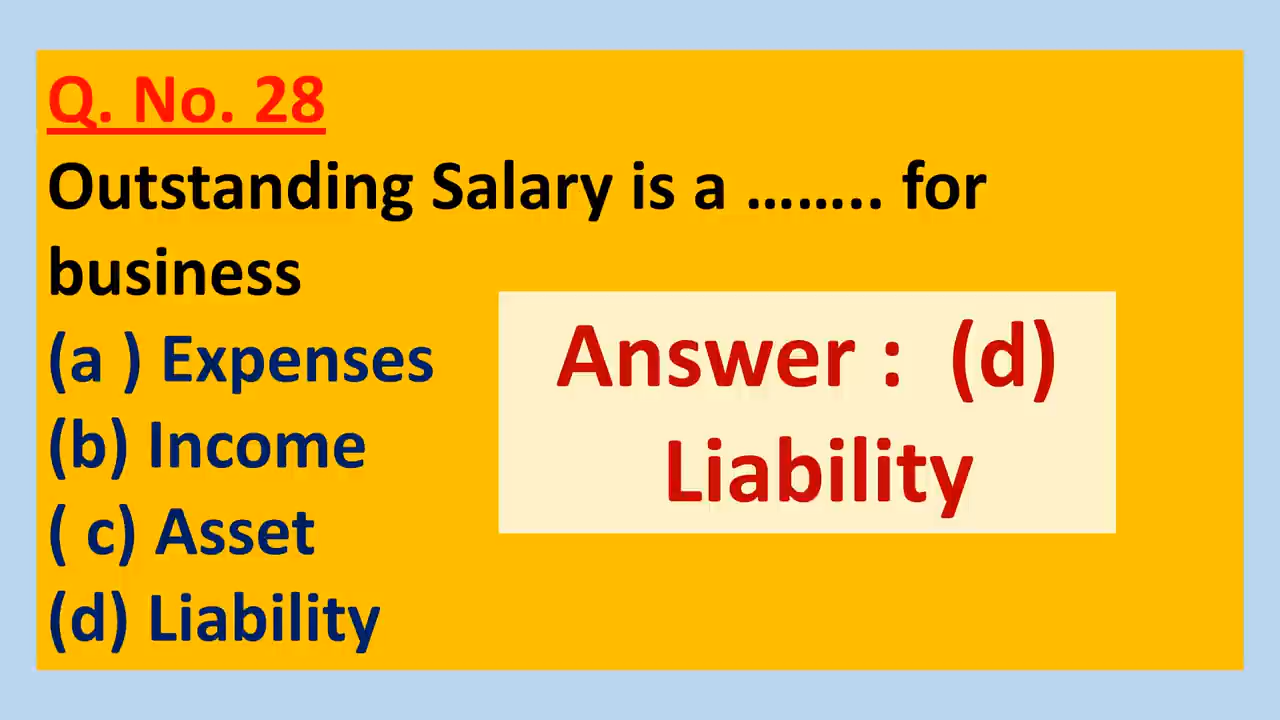 Q. No. 28
Outstanding Salary is a …….. for
business
(a ) Expenses
(b) Income
( c) Asset
(d) Liability
Answer : (d)
Liability